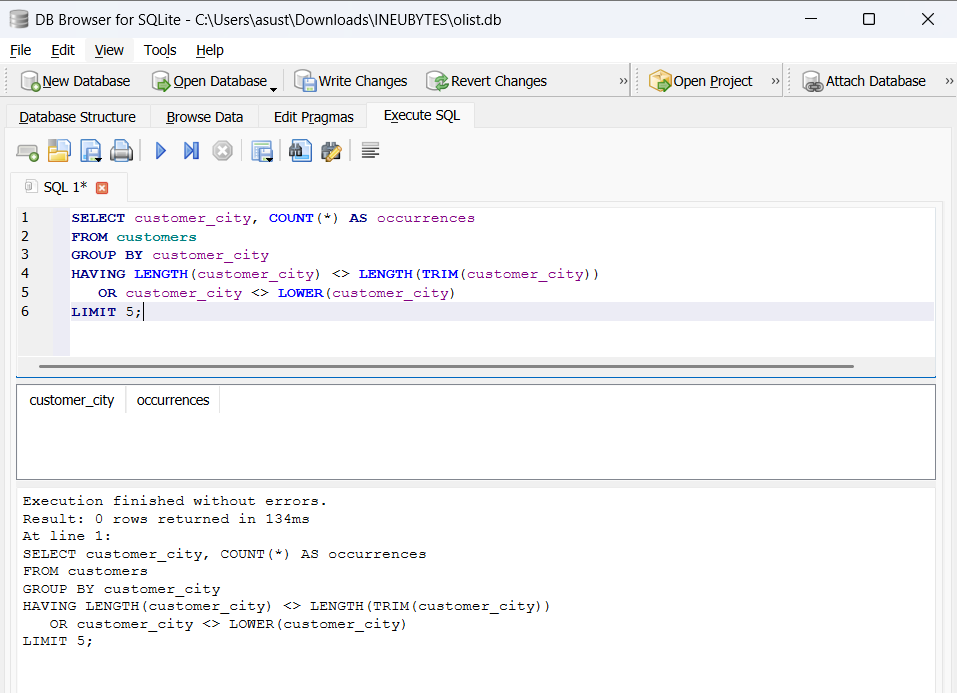 DB Browser for SQLite - C:\Users\asust\Downloads\INEUBYTES\olist.db
File Edit View Tools Help
New Database Open Database Write Changes Revert Changes » Open Project » Attach Database »
Database Structure Browse Data Edit Pragmas Execute SQL
SQL 1*
1 SELECT customer_city, COUNT(*) AS occurrences
2 FROM customers
3 GROUP BY customer_city
4 HAVING LENGTH(customer_city) <> LENGTH(TRIM(customer_city))
5 OR customer_city <> LOWER(customer_city)
6 LIMIT 5;
customer_city occurrences
Execution finished without errors.
Result: 0 rows returned in 134ms
At line 1:
SELECT customer_city, COUNT(*) AS occurrences
FROM customers
GROUP BY customer_city
HAVING LENGTH(customer_city) <> LENGTH(TRIM(customer_city))
OR customer_city <> LOWER(customer_city)
LIMIT 5;